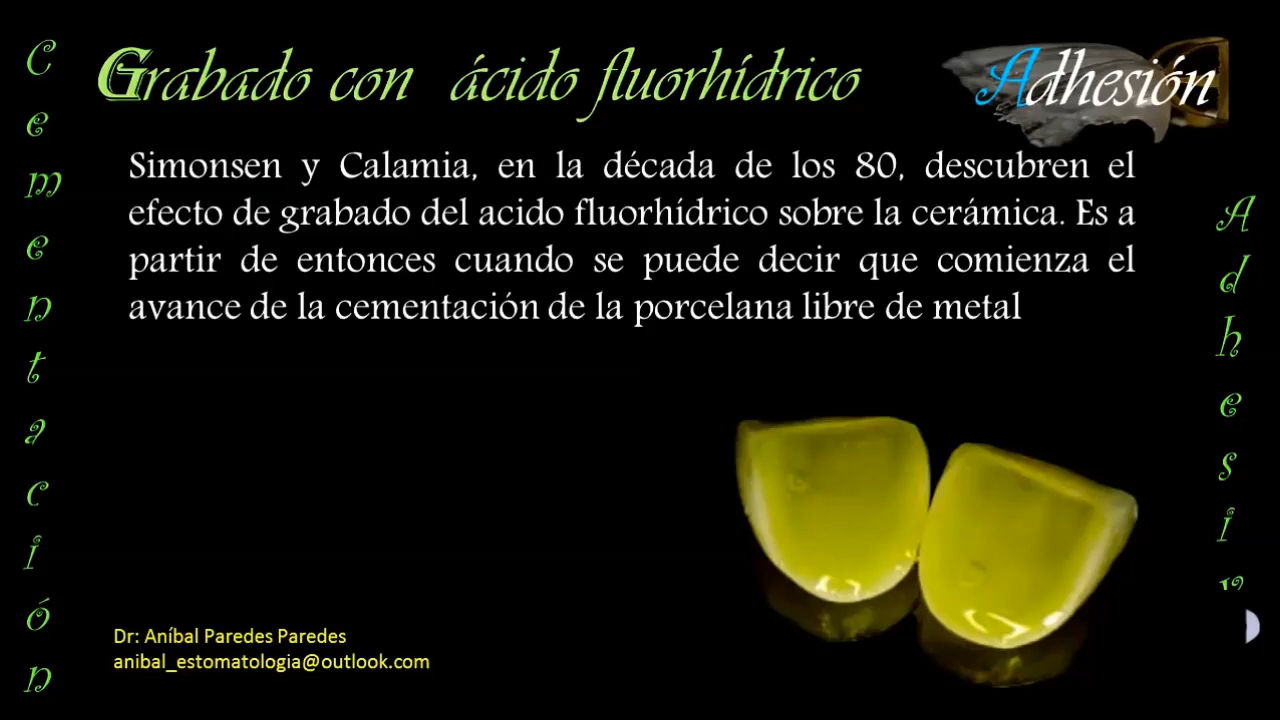 Cementación
Grabado con ácido fluorhídrico
Adhesión
Simonsen y Calamia, en la década de los 80, descubren el
efecto de grabado del acido fluorhídrico sobre la cerámica. Es a
partir de entonces cuando se puede decir que comienza el
avance de la cementación de la porcelana libre de metal
Adhesi
Dr: Aníbal Paredes Paredes
anibal_estomatologia@outlook.com